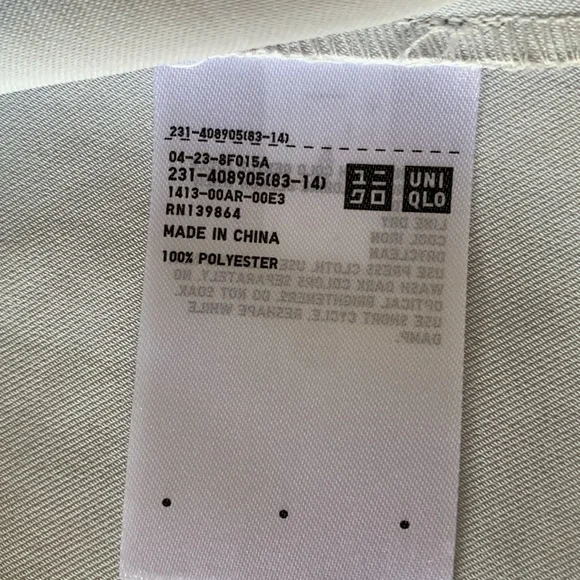 231-408905(83-14)
04-23-8F015A
231-408905(83-14)
1413-00AR-00E3
RN139864
MADE IN CHINA
100% POLYESTER
ユニ
クロ
UNI
QLO
LINE DRY
COOL IRON
DRYCLEAN
USE PRESS CLOTH. USE
WASH DARK COLORS SEPARATELY. NO
OPTICAL BRIGHTENERS. DO NOT SOAK.
USE SHORT CYCLE. RESHAPE WHILE
DAMP.